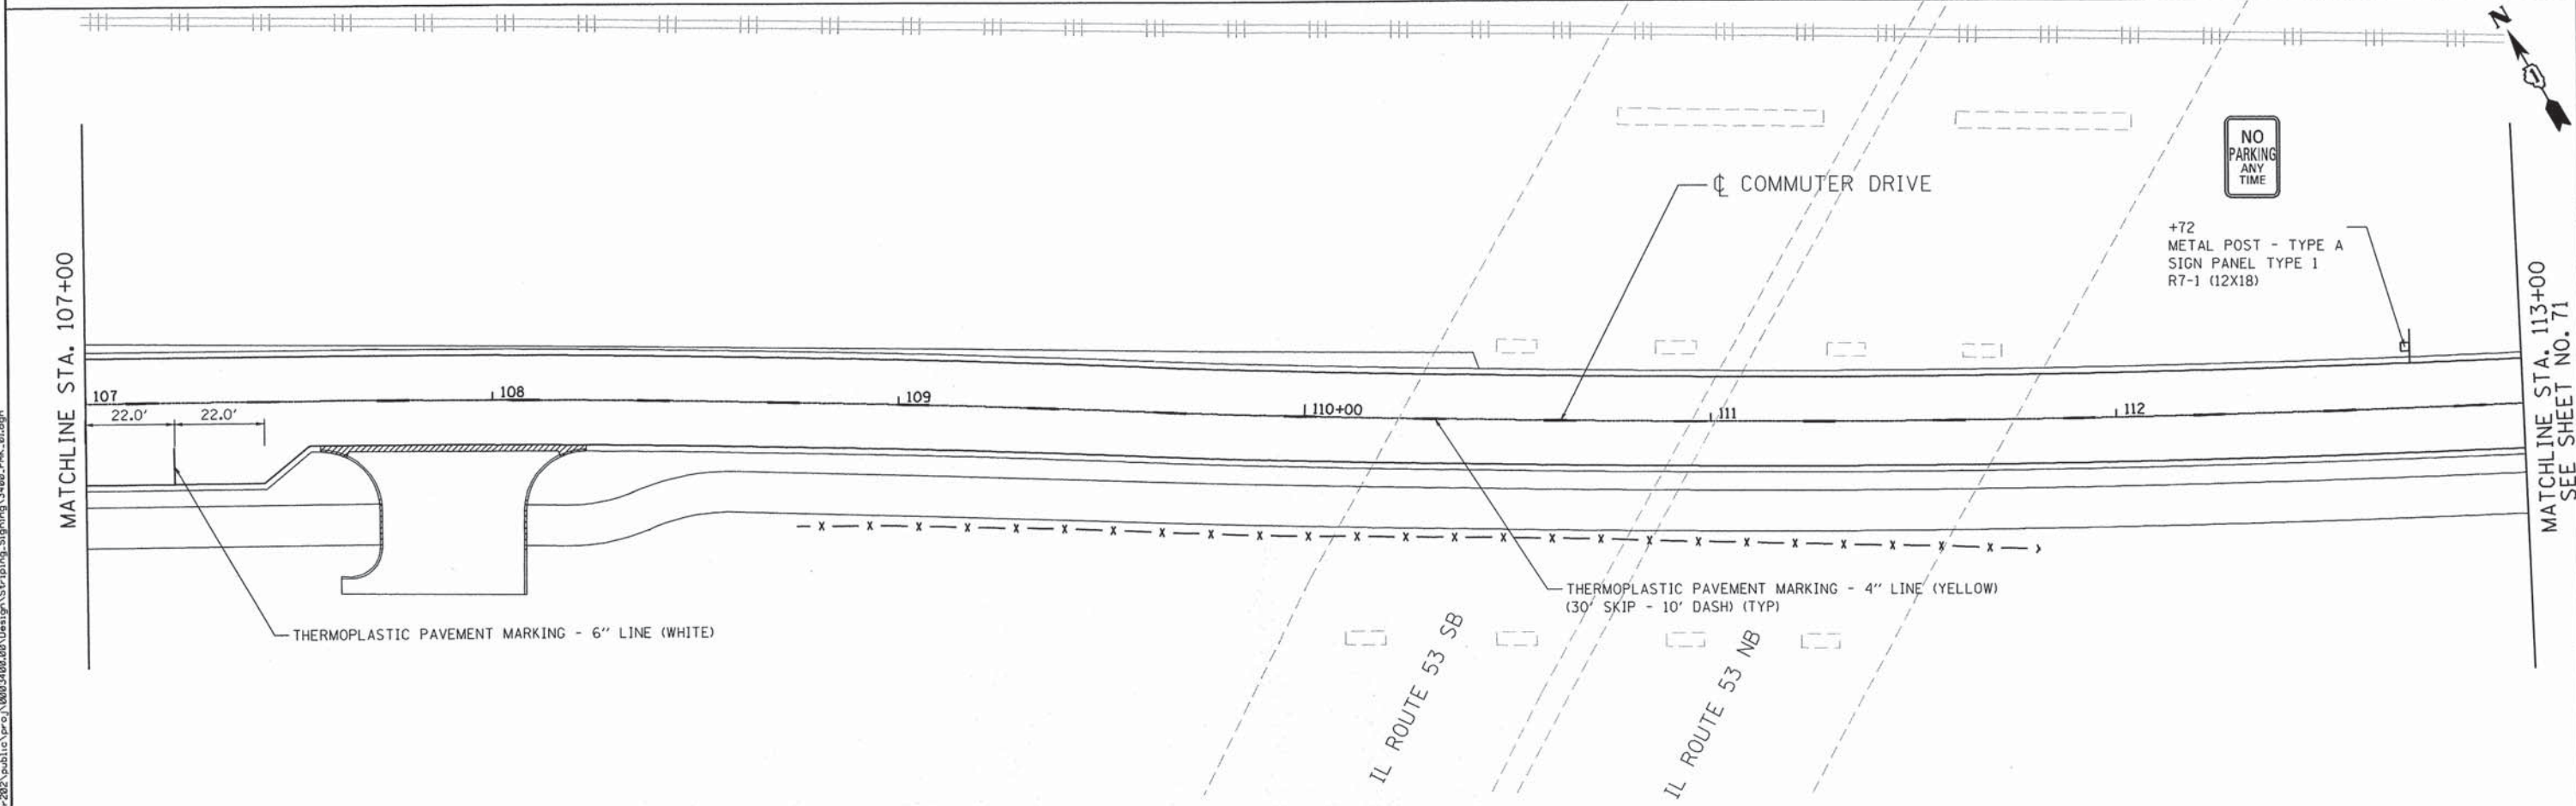 N
NO
PARKING
ANY
TIME
℄ COMMUTER DRIVE
+72
METAL POST - TYPE A
SIGN PANEL TYPE 1
R7-1 (12X18)
MATCHLINE STA. 107+00
MATCHLINE STA. 113+00
SEE SHEET NO. 71
107
108
109
110+00
111
112
22.0'
22.0'
THERMOPLASTIC PAVEMENT MARKING - 4" LINE (YELLOW)
(30' SKIP - 10' DASH) (TYP)
THERMOPLASTIC PAVEMENT MARKING - 6" LINE (WHITE)
IL ROUTE 53 SB
IL ROUTE 53 NB